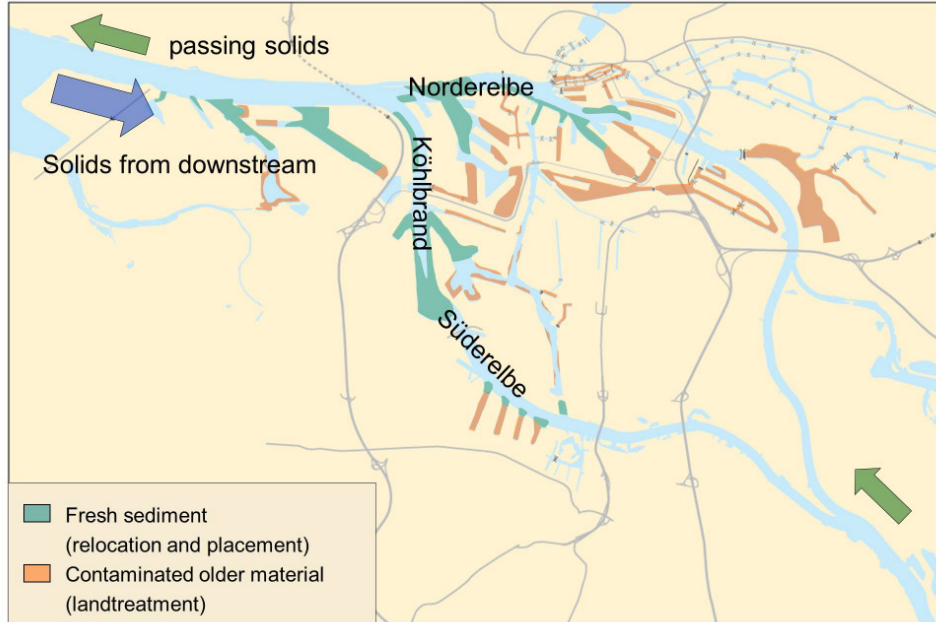 passing solids
Norderelbe
Solids from downstream
Köhlbrand
Süderelbe
Fresh sediment
(relocation and placement)
Contaminated older material
(landtreatment)